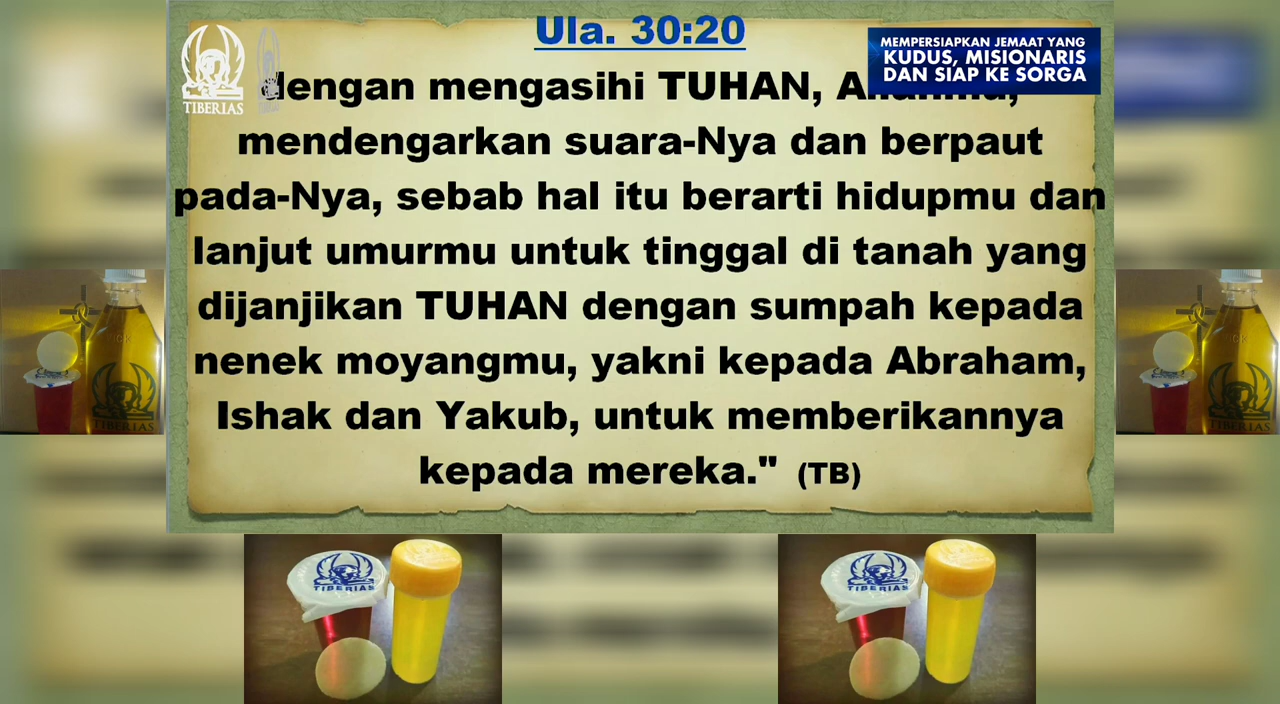 Ula. 30:20
TIBERIAS
MEMPERSIAPKAN JEMAAT YANG
KUDUS, MISIONARIS
DAN SIAP KE SORGA
dengan mengasihi TUHAN,
mendengarkan suara-Nya dan berpaut
pada-Nya, sebab hal itu berarti hidupmu dan
lanjut umurmu untuk tinggal di tanah yang
dijanjikan TUHAN dengan sumpah kepada
nenek moyangmu, yakni kepada Abraham,
Ishak dan Yakub, untuk memberikannya
kepada mereka." (TB)
TIBERIAS
TIBERIAS
TIBERIAS
TIBERIAS